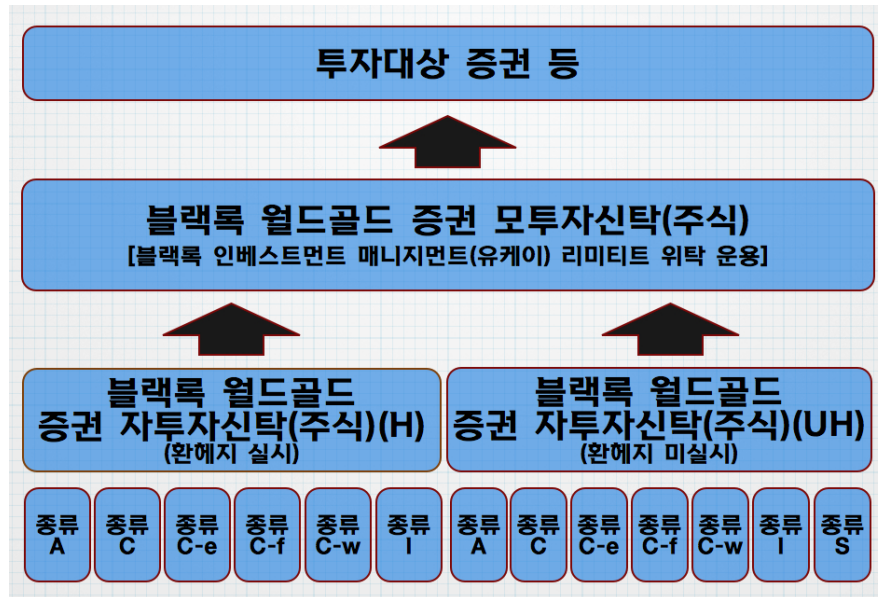 투자대상 증권 등
블랙록 월드골드 증권 모투자신탁(주식)
[블랙록 인베스트먼트 매니지먼트(유케이) 리미티드 위탁 운용]
블랙록 월드골드
증권 자투자신탁(주식)(H)
(환헤지 실시)
블랙록 월드골드
증권 자투자신탁(주식)(UH)
(환헤지 미실시)
종류
A
종류
C
종류
C-e
종류
C-f
종류
C-w
종류
I
종류
A
종류
C
종류
C-e
종류
C-f
종류
C-w
종류
I
종류
S